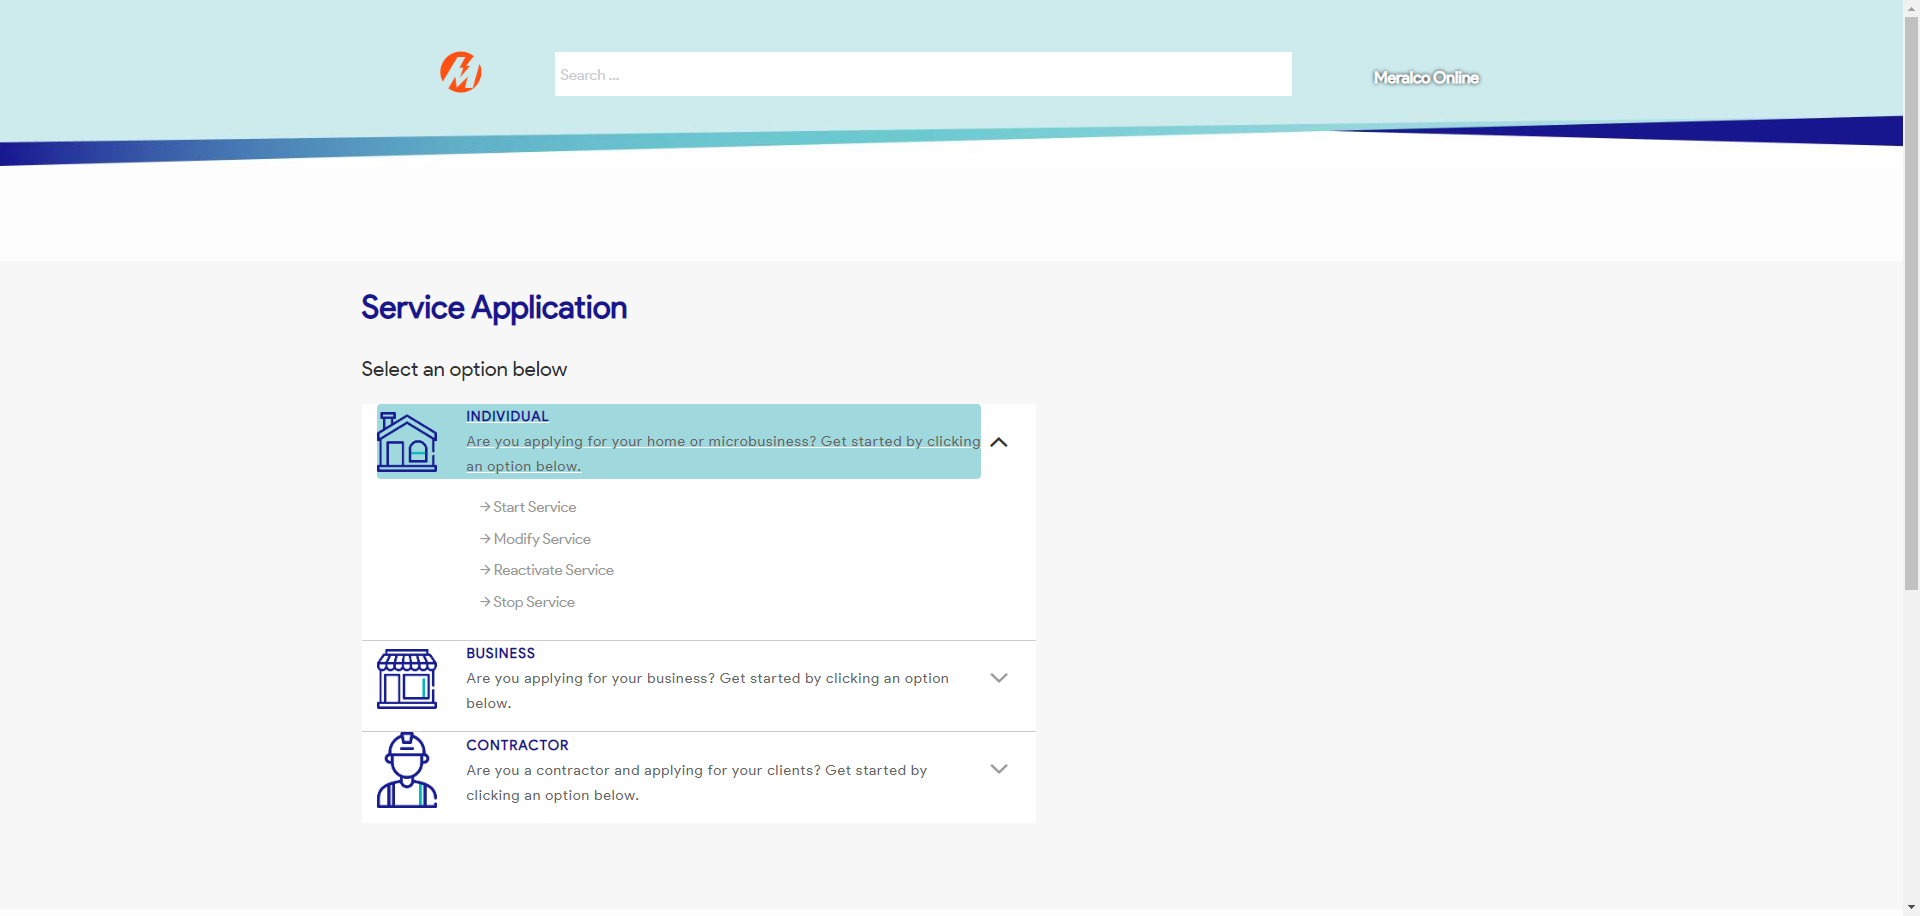 Search ...
Meralco Online
Service Application
Select an option below
INDIVIDUAL
Are you applying for your home or microbusiness? Get started by clicking
an option below.
→ Start Service
→ Modify Service
→ Reactivate Service
→ Stop Service
BUSINESS
Are you applying for your business? Get started by clicking an option
below.
CONTRACTOR
Are you a contractor and applying for your clients? Get started by
clicking an option below.